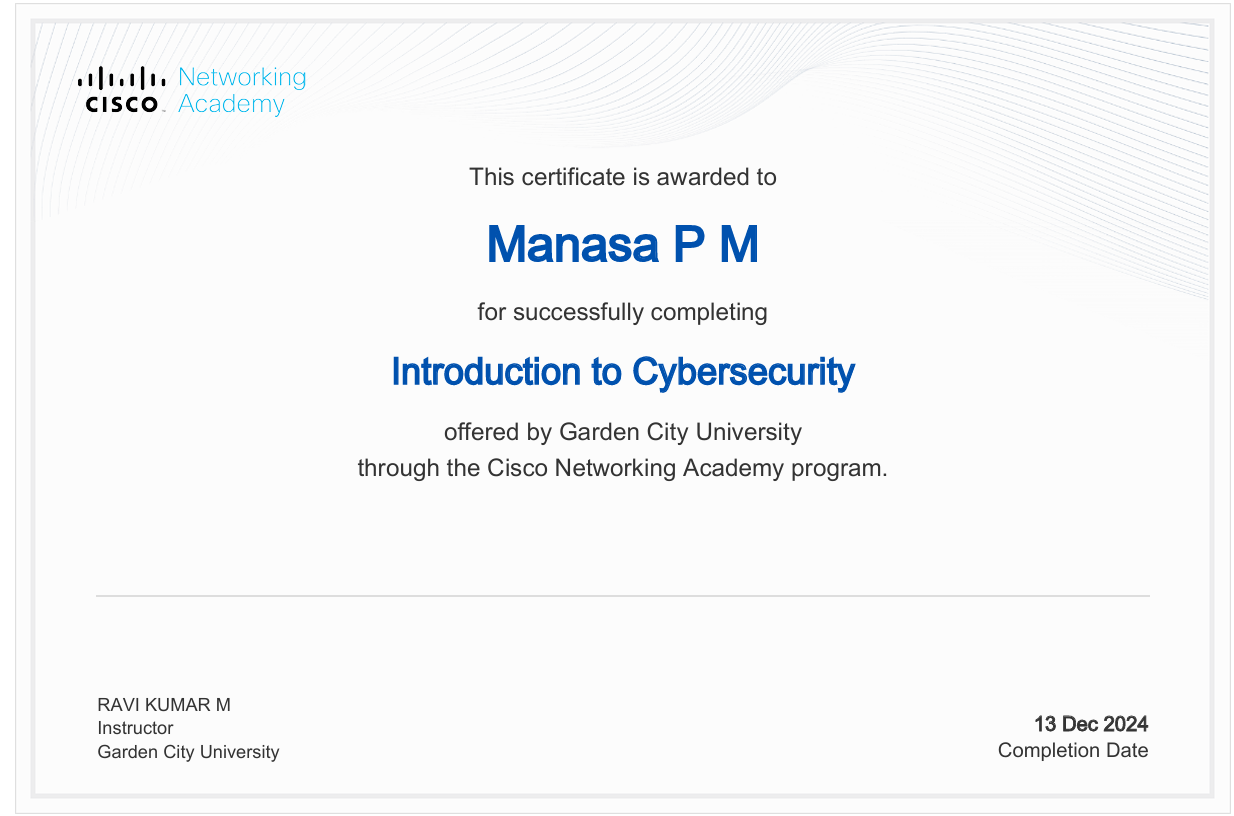 Networking
CISCO Academy
This certificate is awarded to
Manasa P M
for successfully completing
Introduction to Cybersecurity
offered by Garden City University
through the Cisco Networking Academy program.
RAVI KUMAR M
Instructor
Garden City University
13 Dec 2024
Completion Date